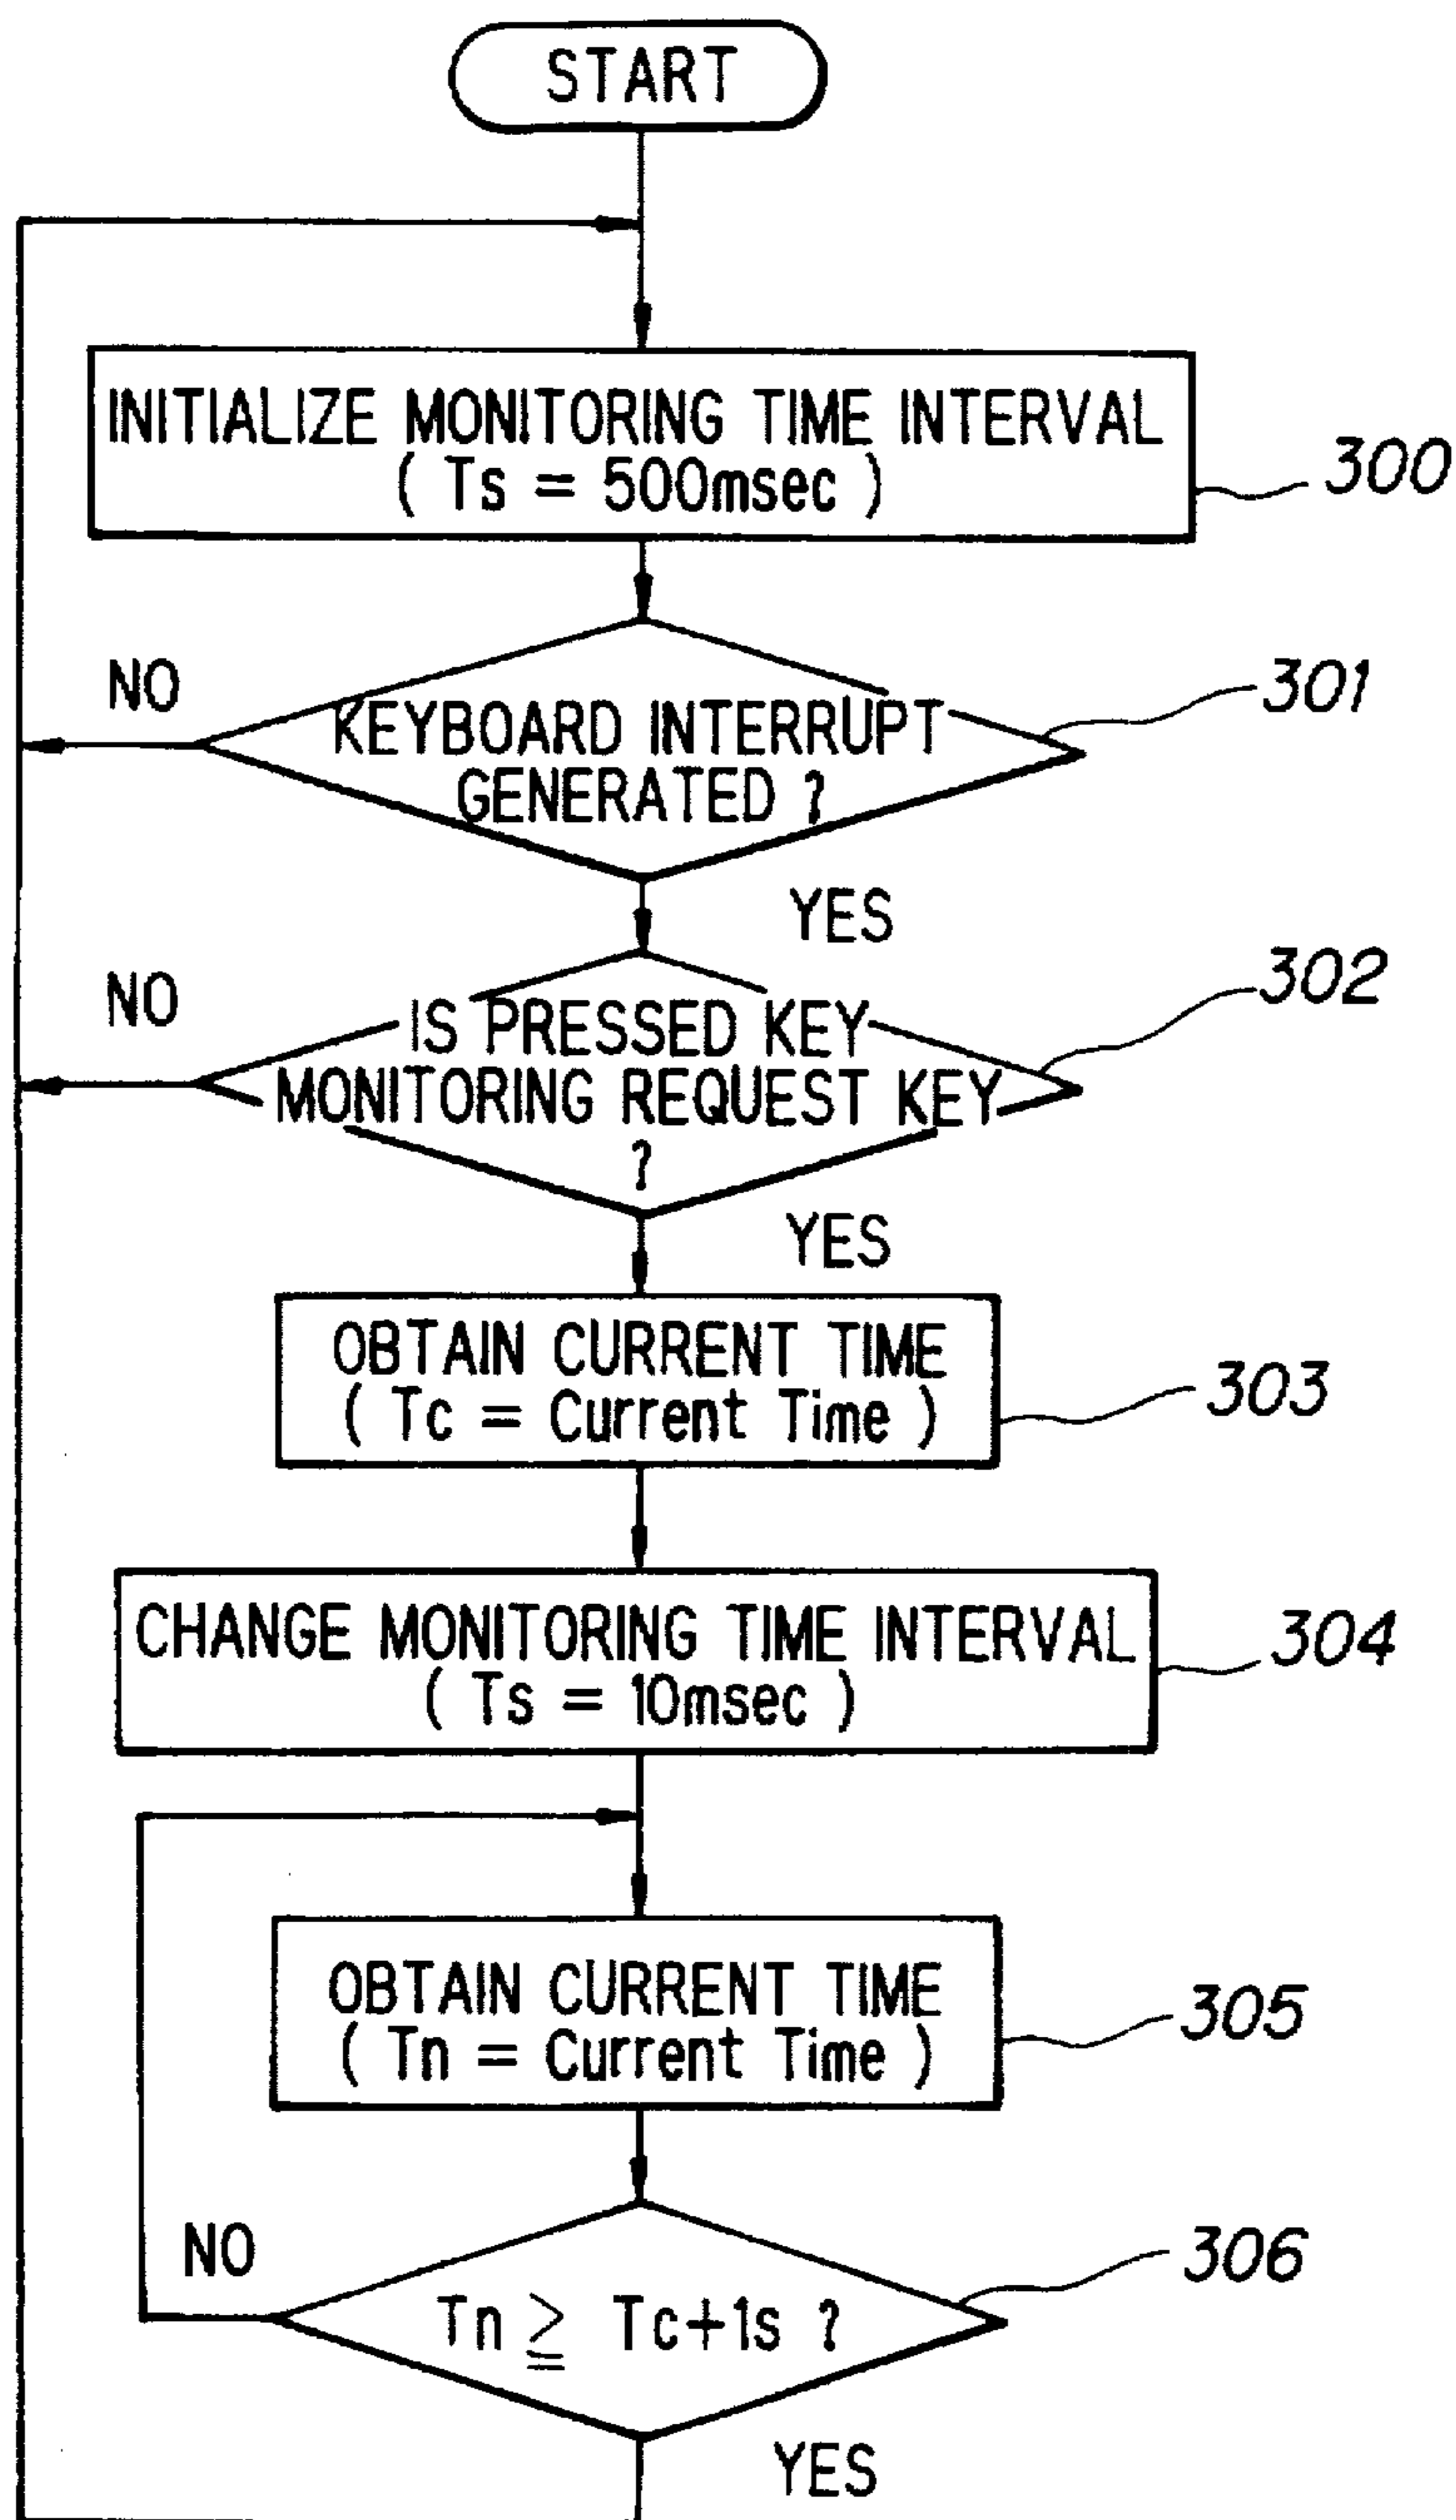 START
INITIALIZE MONITORING TIME INTERVAL
( Ts = 500msec )
300
NO
301
KEYBOARD INTERRUPT
GENERATED ?
YES
302
NO
IS PRESSED KEY
MONITORING REQUEST KEY
?
YES
OBTAIN CURRENT TIME
( Tc = Current Time )
303
CHANGE MONITORING TIME INTERVAL
( Ts = 10msec )
304
OBTAIN CURRENT TIME
( Tn = Current Time )
305
NO
306
Tn ≧ Tc+1s ?
YES